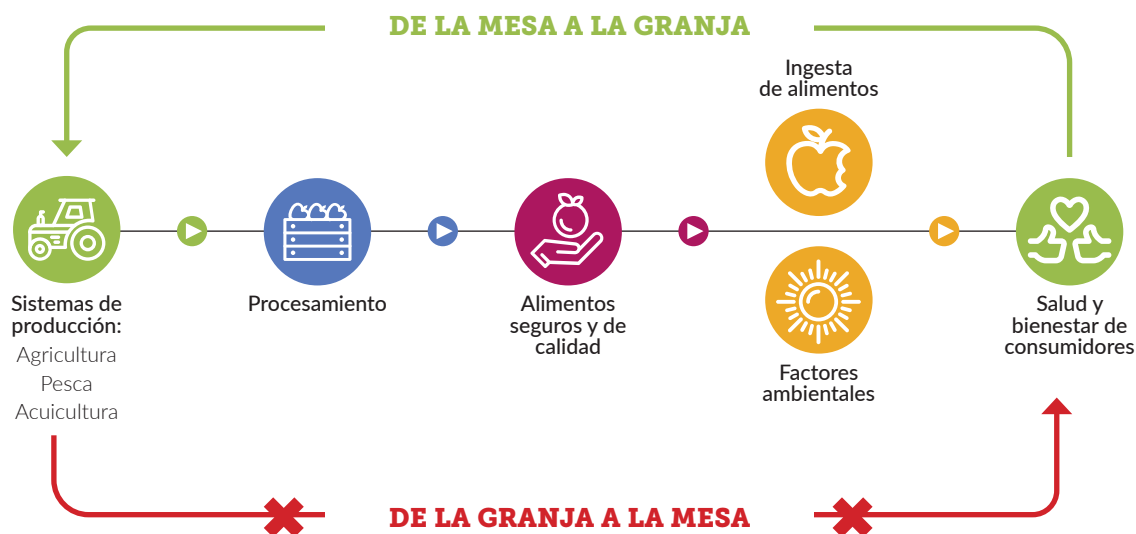 DE LA MESA A LA GRANJA
Ingesta
de alimentos
Sistemas de
producción:
Agricultura
Pesca
Acuicultura
Procesamiento
Alimentos
seguros y de
calidad
Factores
ambientales
Salud y
bienestar de
consumidores
DE LA GRANJA A LA MESA